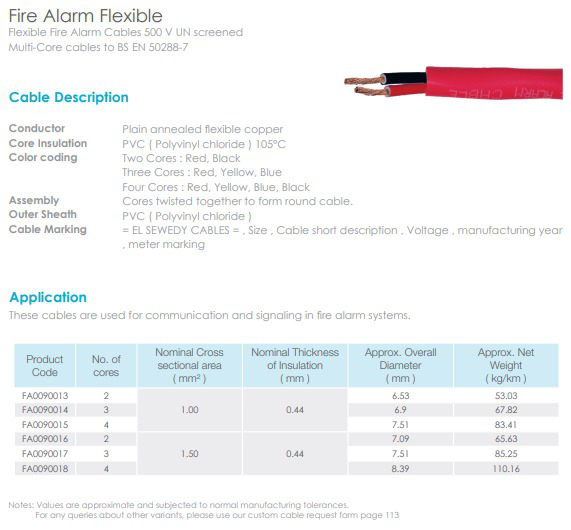 Fire Alarm Flexible
Flexible Fire Alarm Cables 500 V UN screened
Multi-Core cables to BS EN 50288-7
ALARM CABLE
Cable Description
Conductor Plain annealed flexible copper
Core Insulation PVC ( Polyvinyl chloride ) 105°C
Color coding Two Cores : Red, Black
Three Cores : Red, Yellow, Blue
Four Cores : Red, Yellow, Blue, Black
Assembly Cores twisted together to form round cable.
Outer Sheath PVC ( Polyvinyl chloride )
Cable Marking = EL SEWEDY CABLES = , Size , Cable short description , Voltage , manufacturing year
, meter marking
Application
These cables are used for communication and signaling in fire alarm systems.
Product Code No. of cores Nominal Cross sectional area ( mm² ) Nominal Thickness of Insulation ( mm ) Approx. Overall Diameter ( mm ) Approx. Net Weight ( kg/km )
FA0090013 2 6.53 53.03
FA0090014 3 1.00 0.44 6.9 67.82
FA0090015 4 7.51 83.41
FA0090016 2 7.09 65.63
FA0090017 3 1.50 0.44 7.51 85.25
FA0090018 4 8.39 110.16
Notes: Values are approximate and subjected to normal manufacturing tolerances.
For any queries about other variants, please use our custom cable request form page 113